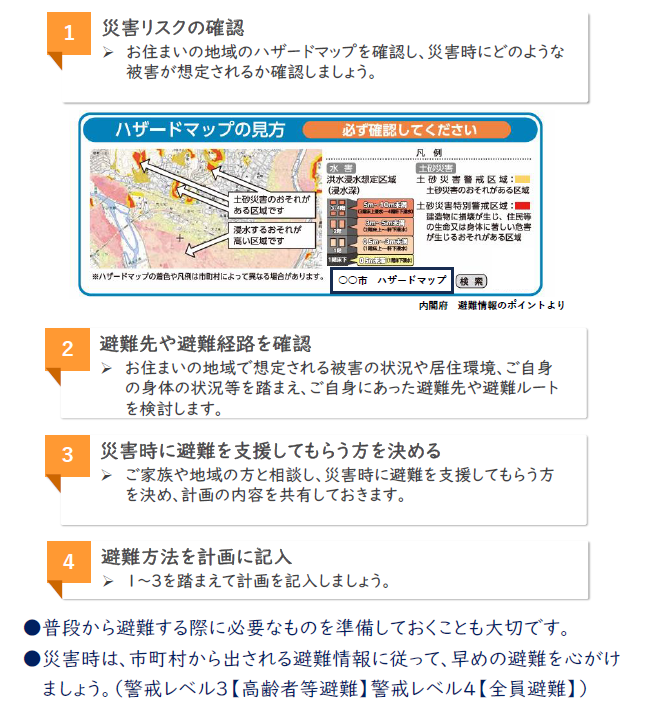 1
災害リスクの確認
➢ お住まいの地域のハザードマップを確認し、災害時にどのような
被害が想定されるか確認しましょう。
ハザードマップの見方
必ず確認してください
土砂災害のおそれが
ある区域です
浸水するおそれが
高い区域です
※ハザードマップの着色や凡例は市町村によって異なる場合があります。
凡 例
水 害
洪水浸水想定区域
(浸水深)
5m~10m未満
3m~5m未満
0.5m~3m未満
0.5m未満
1階床下
土砂災害
土砂災害警戒区域:
土砂災害のおそれがある区域
土砂災害特別警戒区域:
建造物に損壊が生じ、住民等
の生命又は身体に著しい危害
が生じるおそれがある区域
〇〇市 ハザードマップ
検 索
内閣府 避難情報のポイントより
2
避難先や避難経路を確認
➢ お住まいの地域で想定される被害の状況や居住環境、ご自身
の身体の状況等を踏まえ、ご自身にあった避難先や避難ルート
を検討します。
3
災害時に避難を支援してもらう方を決める
➢ ご家族や地域の方と相談し、災害時に避難を支援してもらう方
を決め、計画の内容を共有しておきます。
4
避難方法を計画に記入
➢ 1~3を踏まえて計画を記入しましょう。
●普段から避難する際に必要なものを準備しておくことも大切です。
●災害時は、市町村から出される避難情報に従って、早めの避難を心がけ
ましょう。(警戒レベル3【高齢者等避難】警戒レベル4【全員避難】)